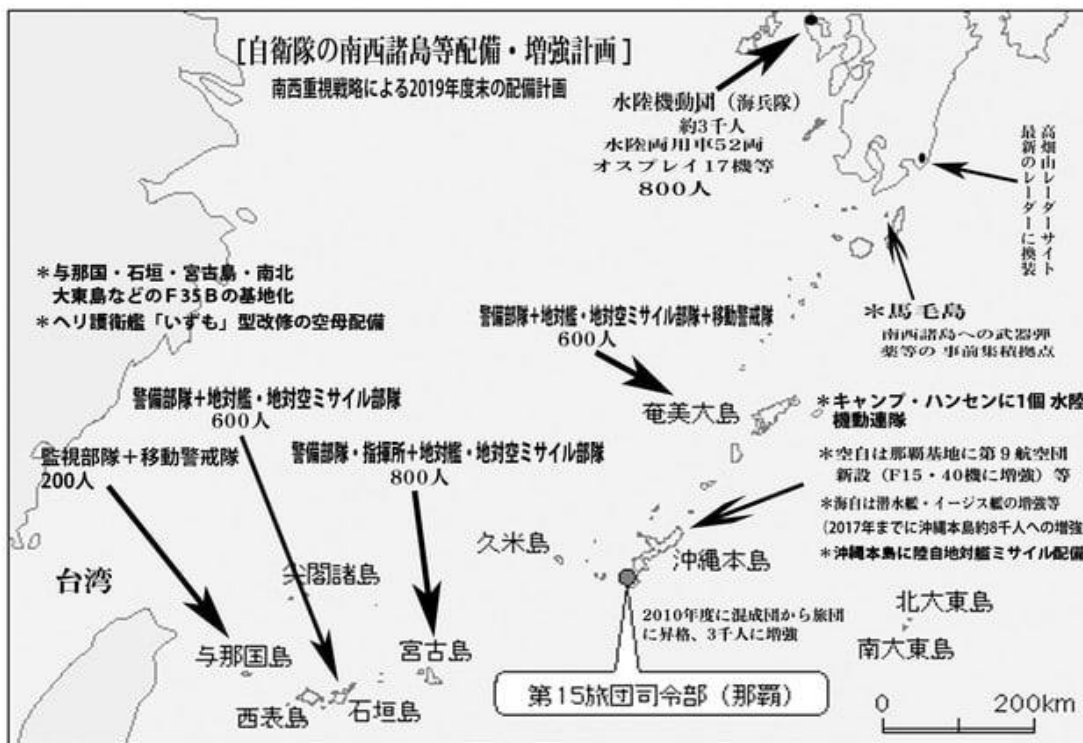 [自衛隊の南西諸島等配備・増強計画]
南西重視戦略による2019年度末の配備計画
水陸機動団（海兵隊）
約3千人
水陸両用車52両
オスプレイ17機等
800人
高畑山レーダーサイト
最新のレーダーに換装
＊与那国・石垣・宮古島・南北
大東島などのF35Bの基地化
＊ヘリ護衛艦「いずも」型改修の空母配備
＊馬毛島
南西諸島への武器弾
薬等の 事前集積拠点
警備部隊＋地対艦・地対空ミサイル部隊＋移動警戒隊
600人
奄美大島
警備部隊＋地対艦・地対空ミサイル部隊
600人
監視部隊＋移動警戒隊
200人
警備部隊・指揮所＋地対艦・地対空ミサイル部隊
800人
＊キャンプ・ハンセンに1個 水陸
機動連隊
＊空自は那覇基地に第9航空団
新設（F15・40機に増強）等
＊海自は潜水艦・イージス艦の増強等
（2017年までに沖縄本島約8千人への増強
＊沖縄本島に陸自地対艦ミサイル配備
久米島
沖縄本島
尖閣諸島
台湾
与那国島
宮古島
西表島
石垣島
2010年度に混成団から旅団
に昇格、3千人に増強
北大東島
南大東島
第15旅団司令部（那覇）
0 200km